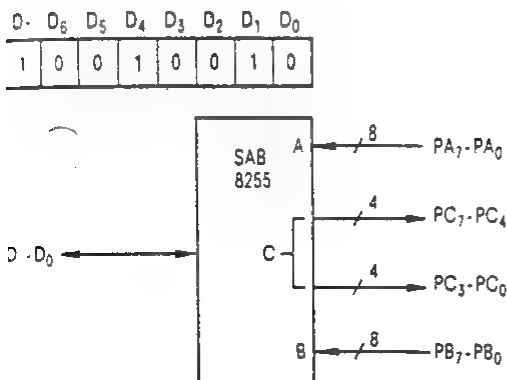 D₆ D₅ D₄ D₃ D₂ D₁ D₀
1 0 0 1 0 0 1 0
8
A PA₇-PA₀
SAB
8255
4
PC₇-PC₄
D - D₀ C
4
PC₃-PC₀
8
B PB₇-PB₀